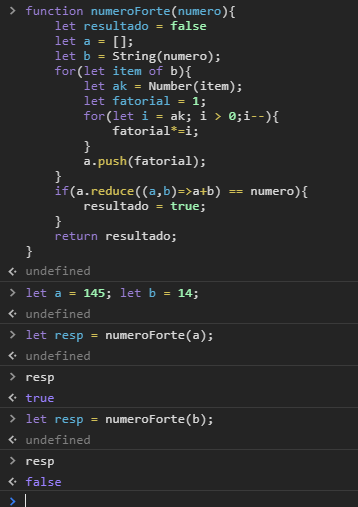 function numeroForte(numero){
    let resultado = false
    let a = [];
    let b = String(numero);
    for(let item of b){
        let ak = Number(item);
        let fatorial = 1;
        for(let i = ak; i > 0;i--){
            fatorial*=i;
        }
        a.push(fatorial);
    }
    if(a.reduce((a,b)=>a+b) == numero){
        resultado = true;
    }
    return resultado;
}
undefined
let a = 145; let b = 14;
undefined
let resp = numeroForte(a);
undefined
resp
true
let resp = numeroForte(b);
undefined
resp
false